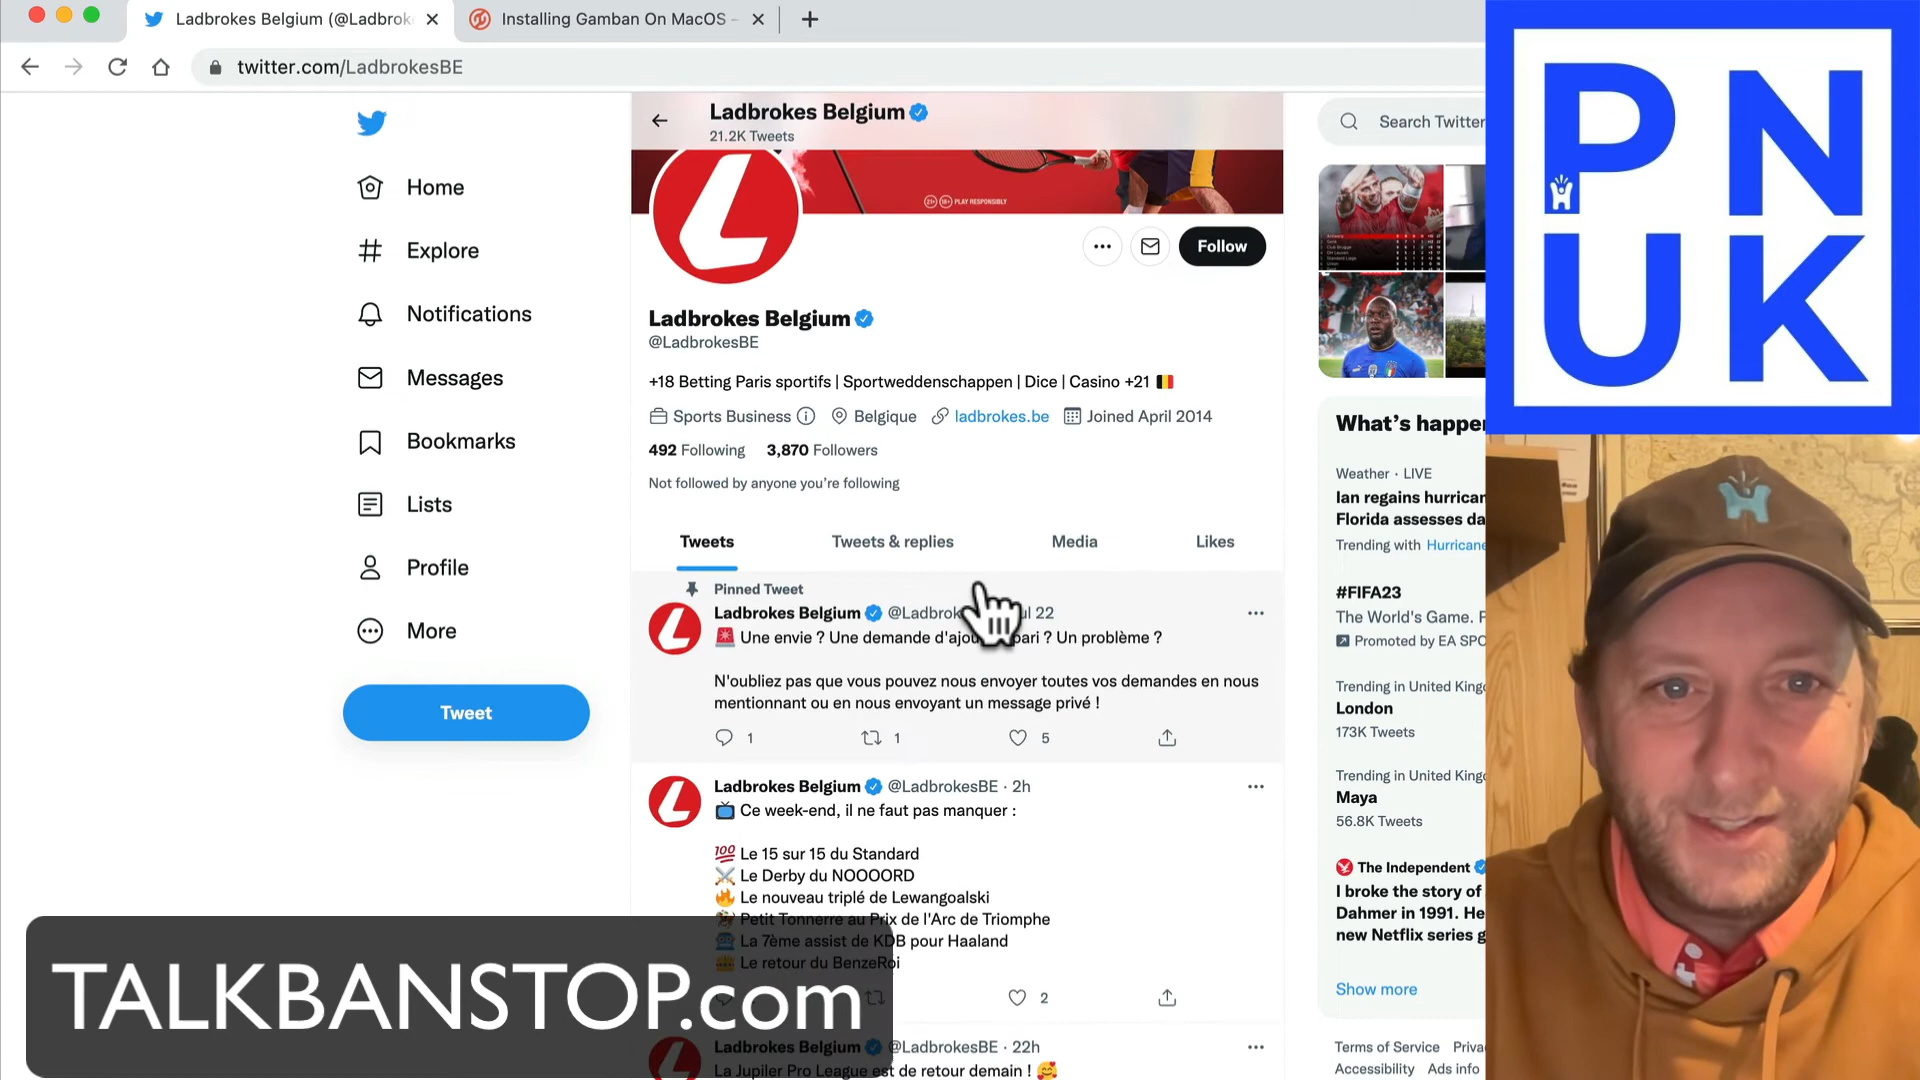 Ladbrokes Belgium (@Ladbrok
Installing Gamban On MacOS -
twitter.com/LadbrokesBE
Ladbrokes Belgium
21.2K Tweets
21+ 18+ PLAY RESPONSIBLY
Search Twitter
PN
UK
Home
Explore
Notifications
Messages
Bookmarks
Lists
Profile
More
Tweet
Follow
Ladbrokes Belgium
@LadbrokesBE
+18 Betting Paris sportifs | Sportweddenschappen | Dice | Casino +21 🇧🇪
Sports Business Belgique ladbrokes.be Joined April 2014
492 Following 3,870 Followers
Not followed by anyone you’re following
Tweets Tweets & replies Media Likes
Pinned Tweet
Ladbrokes Belgium @Ladbrok ul 22
🚨 Une envie ? Une demande d'ajou pari ? Un problème ?
N'oubliez pas que vous pouvez nous envoyer toutes vos demandes en nous
mentionnant ou en nous envoyant un message privé !
1 1 5
Ladbrokes Belgium @LadbrokesBE · 2h
📺 Ce week-end, il ne faut pas manquer :
💯 Le 15 sur 15 du Standard
⚔️ Le Derby du NOOOORD
🔥 Le nouveau triplé de Lewangoalski
🏇 Petit Tonnerre au Prix de l'Arc de Triomphe
La 7ème assist de KDB pour Haaland
👑 Le retour du BenzeRoi
2
Ladbrokes Belgium @LadbrokesBE · 22h
La Jupiler Pro League est de retour demain ! 🥰
What’s happe
Weather · LIVE
Ian regains hurrican
Florida assesses da
Trending with Hurricane
#FIFA23
The World's Game. F
Promoted by EA SPO
Trending in United King
London
173K Tweets
Trending in United King
Maya
56.8K Tweets
The Independent
I broke the story of
Dahmer in 1991. He
new Netflix series g
Show more
Terms of Service Priva
Accessibility Ads info
TALKBANSTOP.com